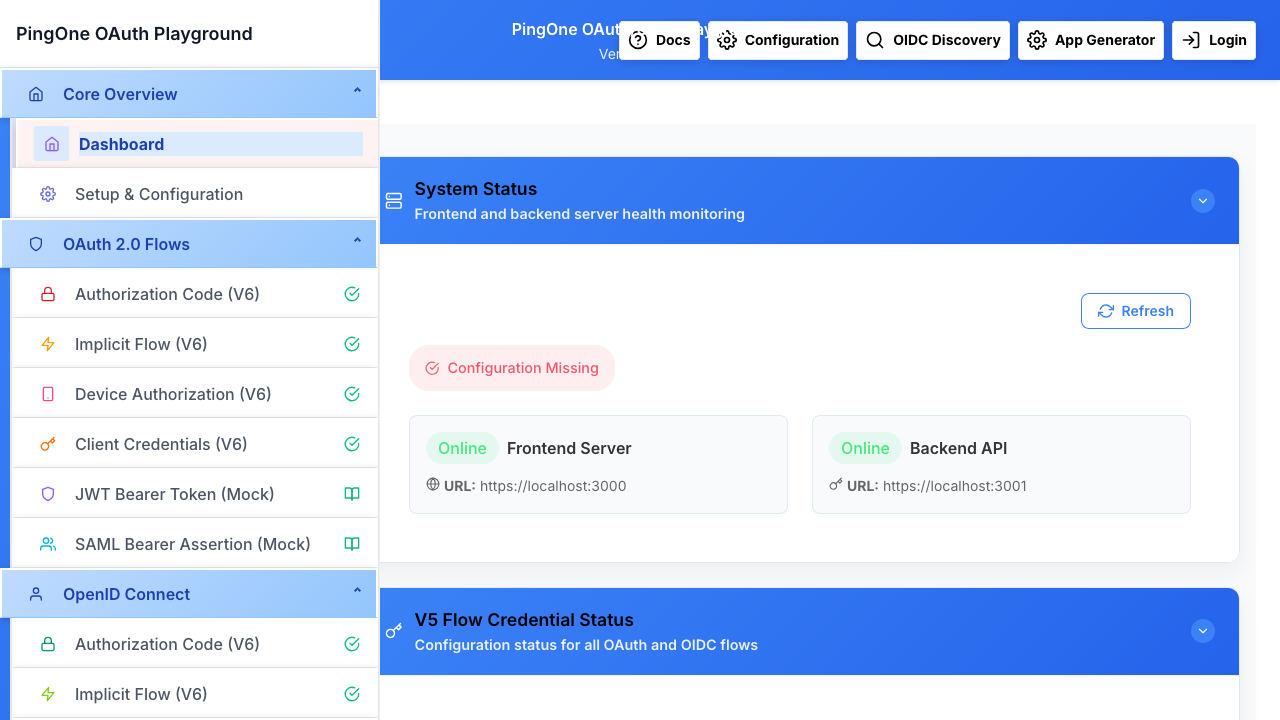 PingOne OAuth Playground
Core Overview
Dashboard
Setup & Configuration
OAuth 2.0 Flows
Authorization Code (V6)
Implicit Flow (V6)
Device Authorization (V6)
Client Credentials (V6)
JWT Bearer Token (Mock)
SAML Bearer Assertion (Mock)
OpenID Connect
Authorization Code (V6)
Implicit Flow (V6)
PingOne
Docs
Configuration
OIDC Discovery
App Generator
Login
System Status
Frontend and backend server health monitoring
Refresh
Configuration Missing
Online Frontend Server
URL: https://localhost:3000
Online Backend API
URL: https://localhost:3001
V5 Flow Credential Status
Configuration status for all OAuth and OIDC flows